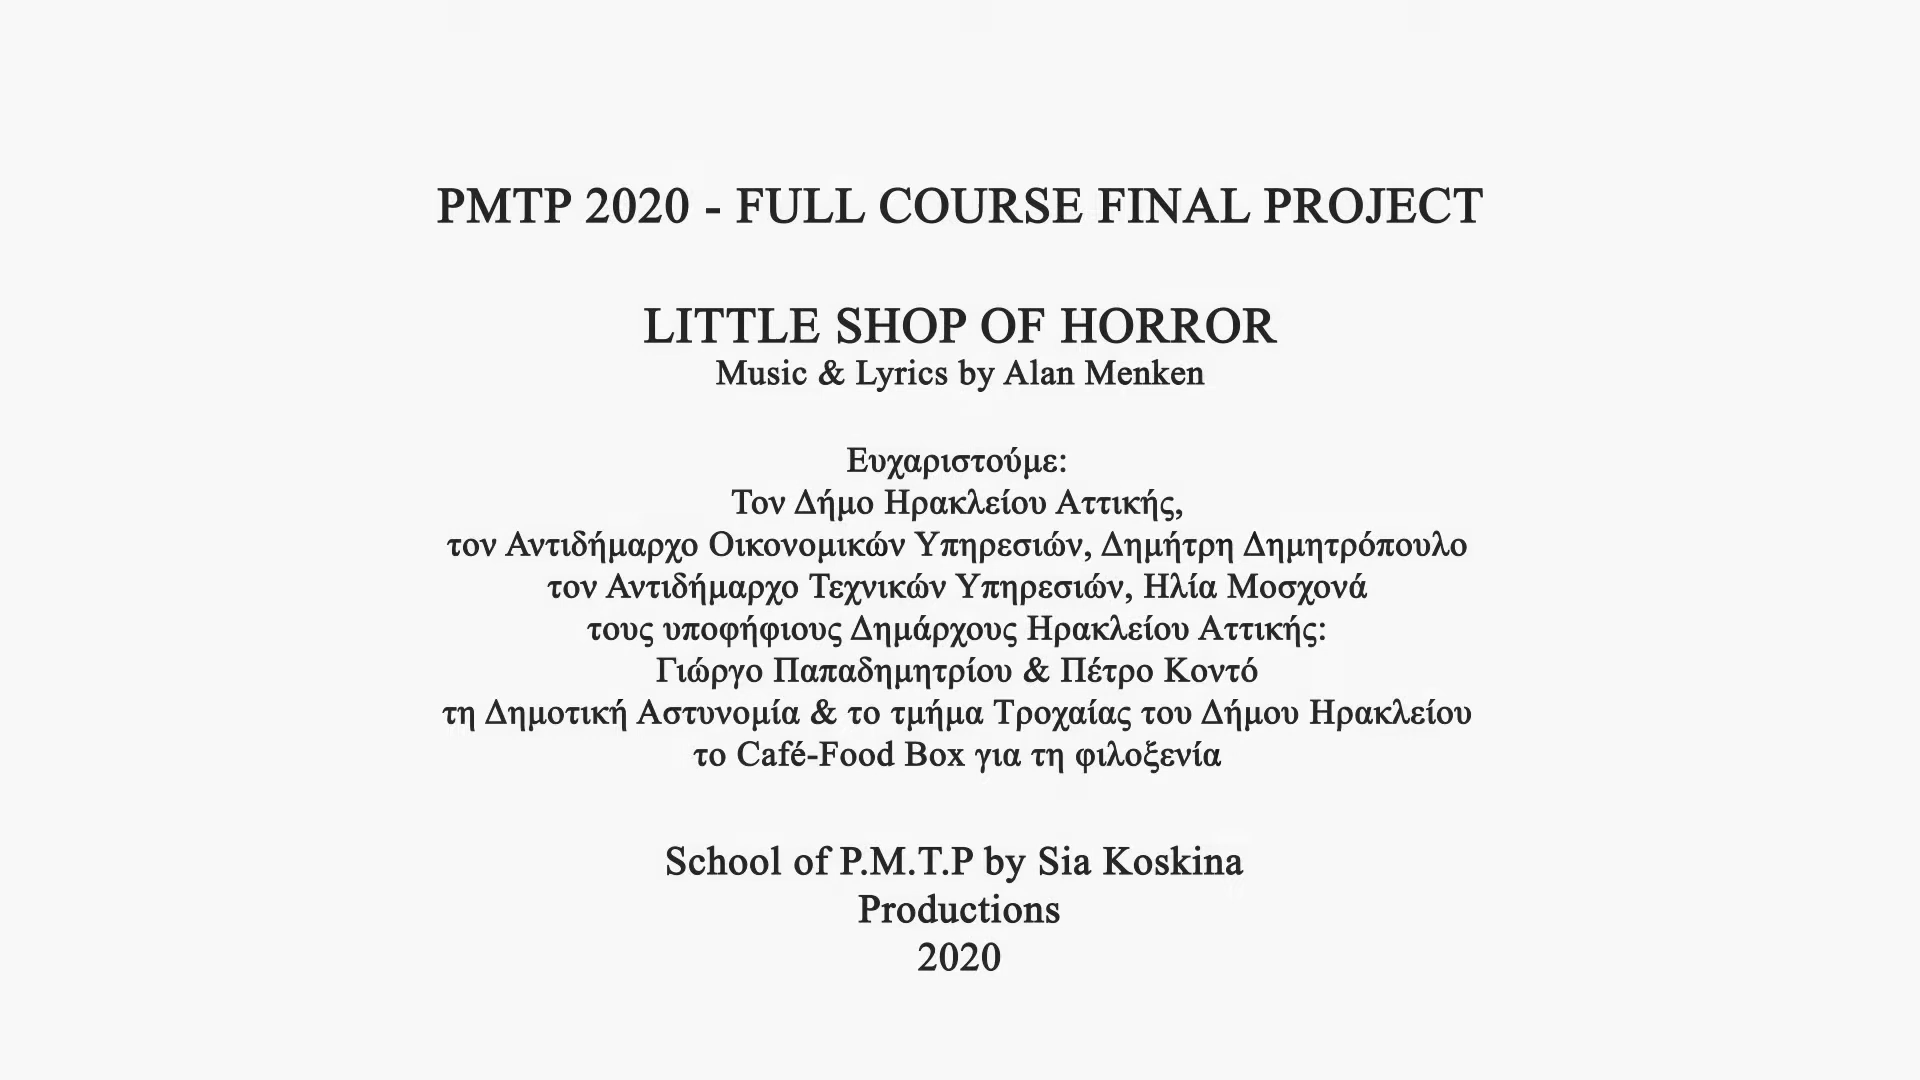 PMTP 2020 - FULL COURSE FINAL PROJECT
LITTLE SHOP OF HORROR
Music & Lyrics by Alan Menken
Ευχαριστούμε:
Τον Δήμο Ηρακλείου Αττικής,
τον Αντιδήμαρχο Οικονομικών Υπηρεσιών, Δημήτρη Δημητρόπουλο
τον Αντιδήμαρχο Τεχνικών Υπηρεσιών, Ηλία Μοσχονά
τους υποφήφιους Δημάρχους Ηρακλείου Αττικής:
Γιώργο Παπαδημητρίου & Πέτρο Κοντό
τη Δημοτική Αστυνομία & το τμήμα Τροχαίας του Δήμου Ηρακλείου
το Café-Food Box για τη φιλοξενία
School of P.M.T.P by Sia Koskina
Productions
2020